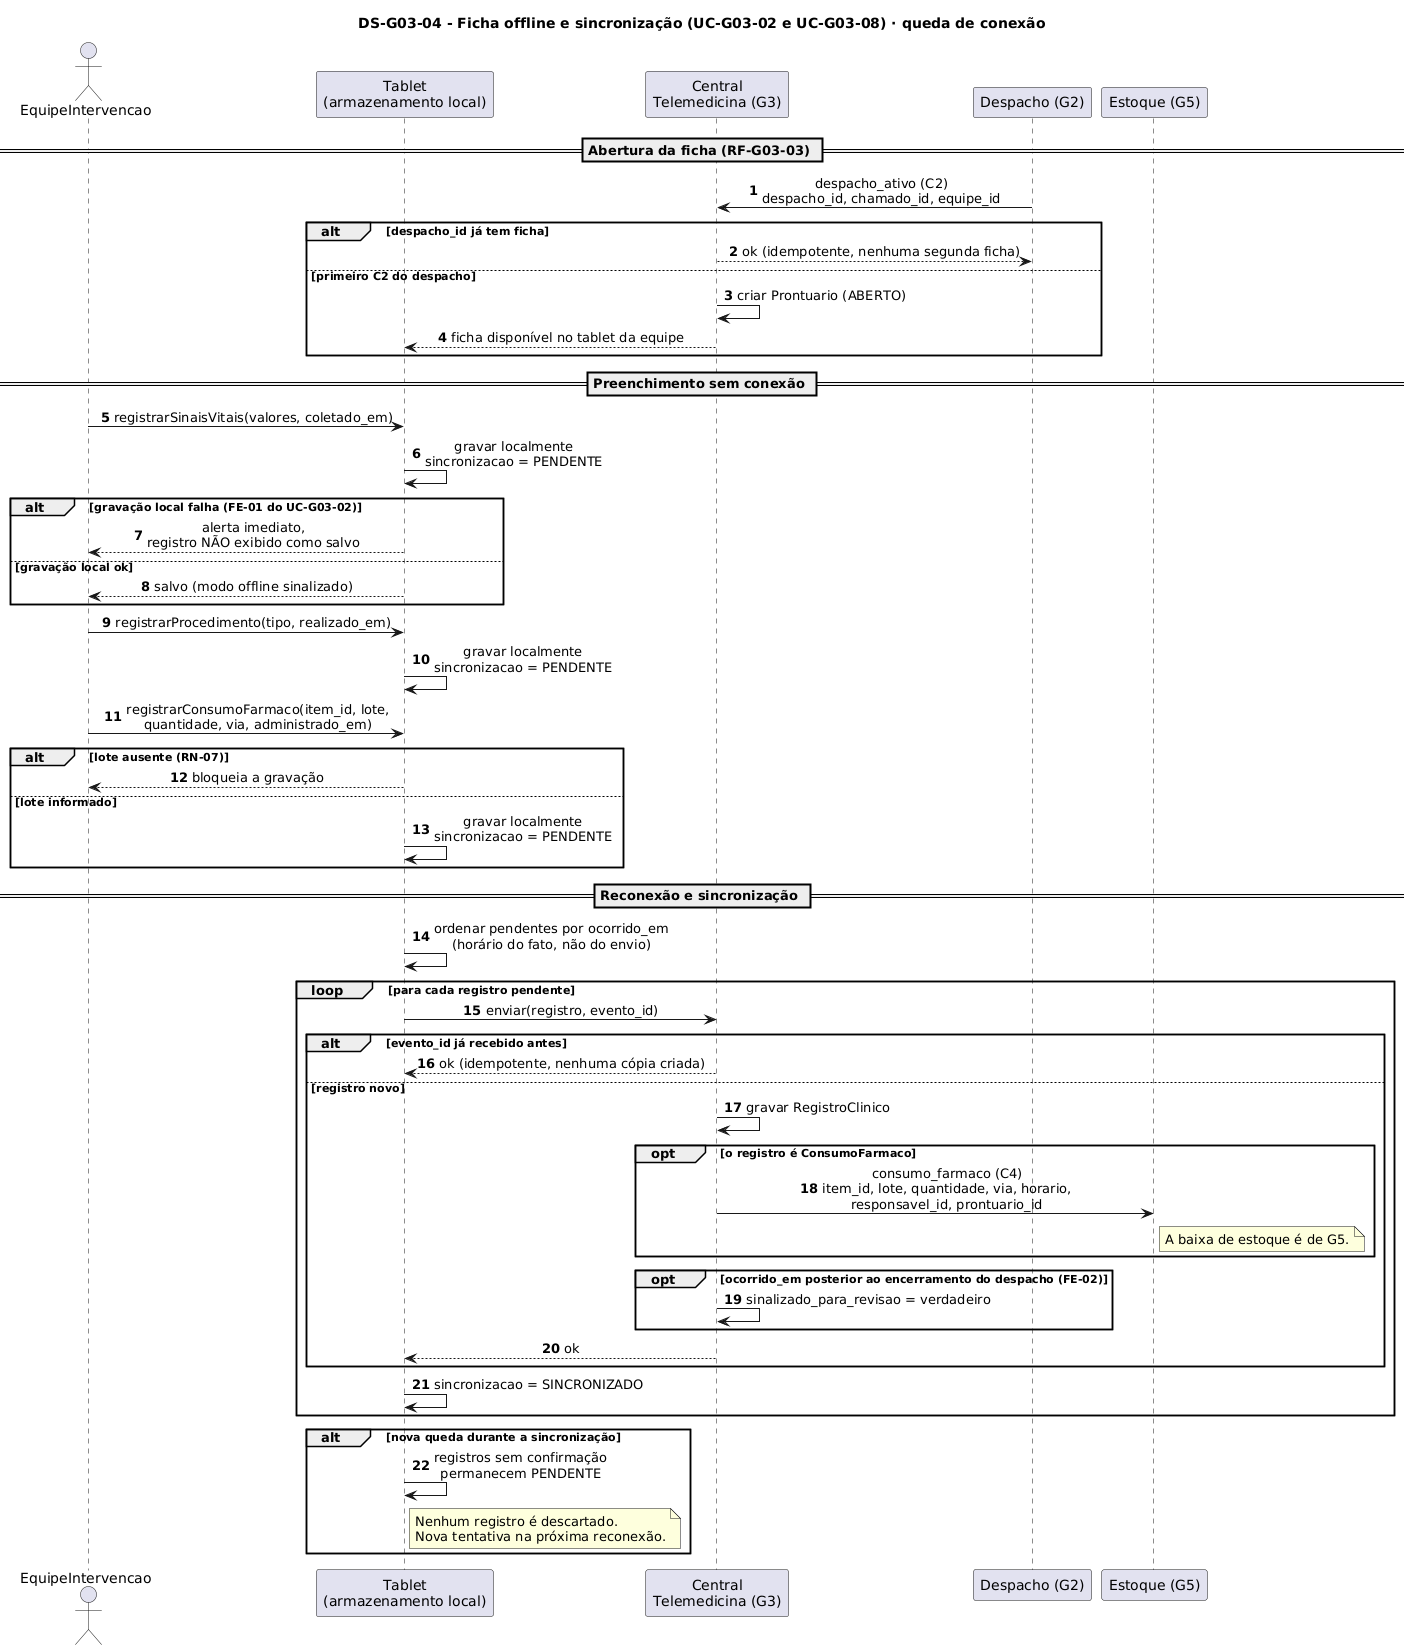 DS-G03-04 - Ficha offline e sincronização (UC-G03-02 e UC-G03-08) · queda de conexão
EquipeIntervencao
Tablet
(armazenamento local)
Central
Telemedicina (G3)
Despacho (G2)
Estoque (G5)
Abertura da ficha (RF-G03-03)
despacho_ativo (C2)
1 despacho_id, chamado_id, equipe_id
alt [despacho_id já tem ficha]
2 ok (idempotente, nenhuma segunda ficha)
[primeiro C2 do despacho]
3 criar Prontuario (ABERTO)
4 ficha disponível no tablet da equipe
Preenchimento sem conexão
5 registrarSinaisVitais(valores, coletado_em)
6 gravar localmente
sincronizacao = PENDENTE
alt [gravação local falha (FE-01 do UC-G03-02)]
7 alerta imediato,
registro NÃO exibido como salvo
[gravação local ok]
8 salvo (modo offline sinalizado)
9 registrarProcedimento(tipo, realizado_em)
10 gravar localmente
sincronizacao = PENDENTE
11 registrarConsumoFarmaco(item_id, lote,
quantidade, via, administrado_em)
alt [lote ausente (RN-07)]
12 bloqueia a gravação
[lote informado]
13 gravar localmente
sincronizacao = PENDENTE
Reconexão e sincronização
14 ordenar pendentes por ocorrido_em
(horário do fato, não do envio)
loop [para cada registro pendente]
15 enviar(registro, evento_id)
alt [evento_id já recebido antes]
16 ok (idempotente, nenhuma cópia criada)
[registro novo]
17 gravar RegistroClinico
opt [o registro é ConsumoFarmaco]
consumo_farmaco (C4)
18 item_id, lote, quantidade, via, horario,
responsavel_id, prontuario_id
A baixa de estoque é de G5.
opt [ocorrido_em posterior ao encerramento do despacho (FE-02)]
19 sinalizado_para_revisao = verdadeiro
20 ok
21 sincronizacao = SINCRONIZADO
alt [nova queda durante a sincronização]
22 registros sem confirmação
permanecem PENDENTE
Nenhum registro é descartado.
Nova tentativa na próxima reconexão.
EquipeIntervencao
Tablet
(armazenamento local)
Central
Telemedicina (G3)
Despacho (G2)
Estoque (G5)